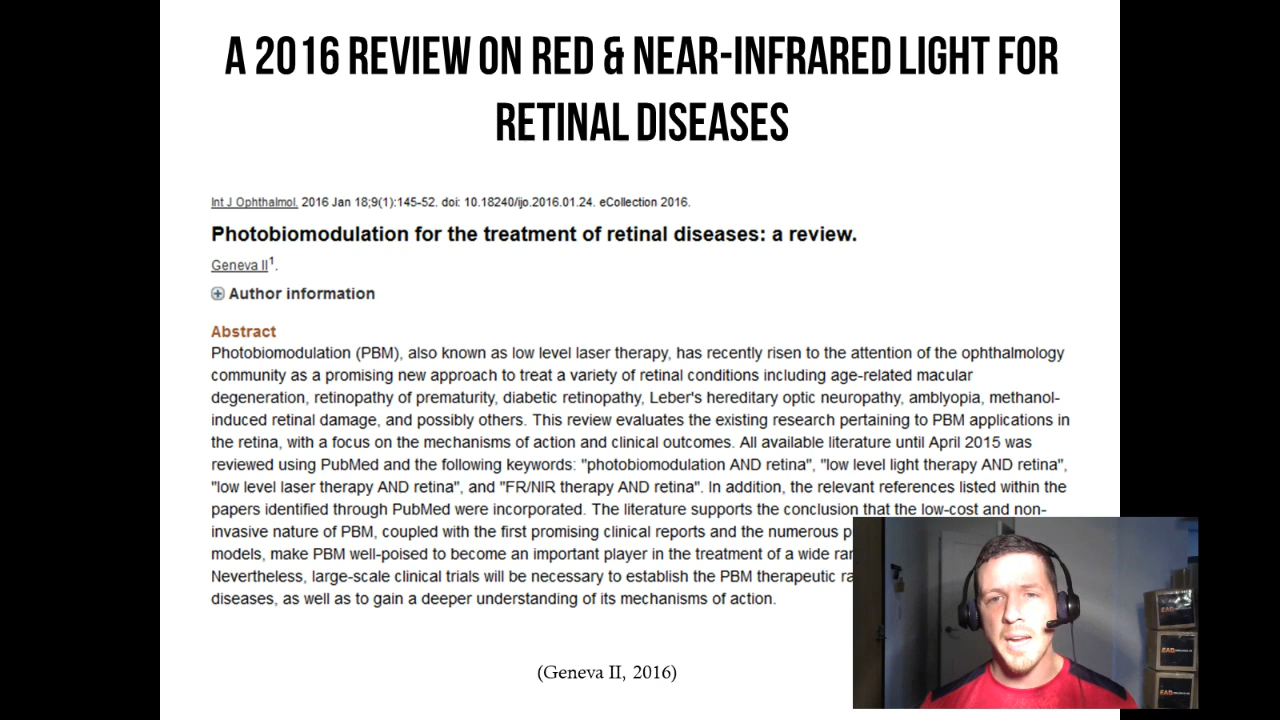 A 2016 REVIEW ON RED & NEAR-INFRARED LIGHT FOR
RETINAL DISEASES
Int J Ophthalmol. 2016 Jan 18;9(1):145-52. doi: 10.18240/ijo.2016.01.24. eCollection 2016.
Photobiomodulation for the treatment of retinal diseases: a review.
Geneva II1.
Author information
Abstract
Photobiomodulation (PBM), also known as low level laser therapy, has recently risen to the attention of the ophthalmology
community as a promising new approach to treat a variety of retinal conditions including age-related macular
degeneration, retinopathy of prematurity, diabetic retinopathy, Leber's hereditary optic neuropathy, amblyopia, methanol-
induced retinal damage, and possibly others. This review evaluates the existing research pertaining to PBM applications in
the retina, with a focus on the mechanisms of action and clinical outcomes. All available literature until April 2015 was
reviewed using PubMed and the following keywords: "photobiomodulation AND retina", "low level light therapy AND retina",
"low level laser therapy AND retina", and "FR/NIR therapy AND retina". In addition, the relevant references listed within the
papers identified through PubMed were incorporated. The literature supports the conclusion that the low-cost and non-
invasive nature of PBM, coupled with the first promising clinical reports and the numerous
models, make PBM well-poised to become an important player in the treatment of a wide
Nevertheless, large-scale clinical trials will be necessary to establish the PBM therapeutic
diseases, as well as to gain a deeper understanding of its mechanisms of action.
(Geneva II, 2016)
EAD
EAD
EAD